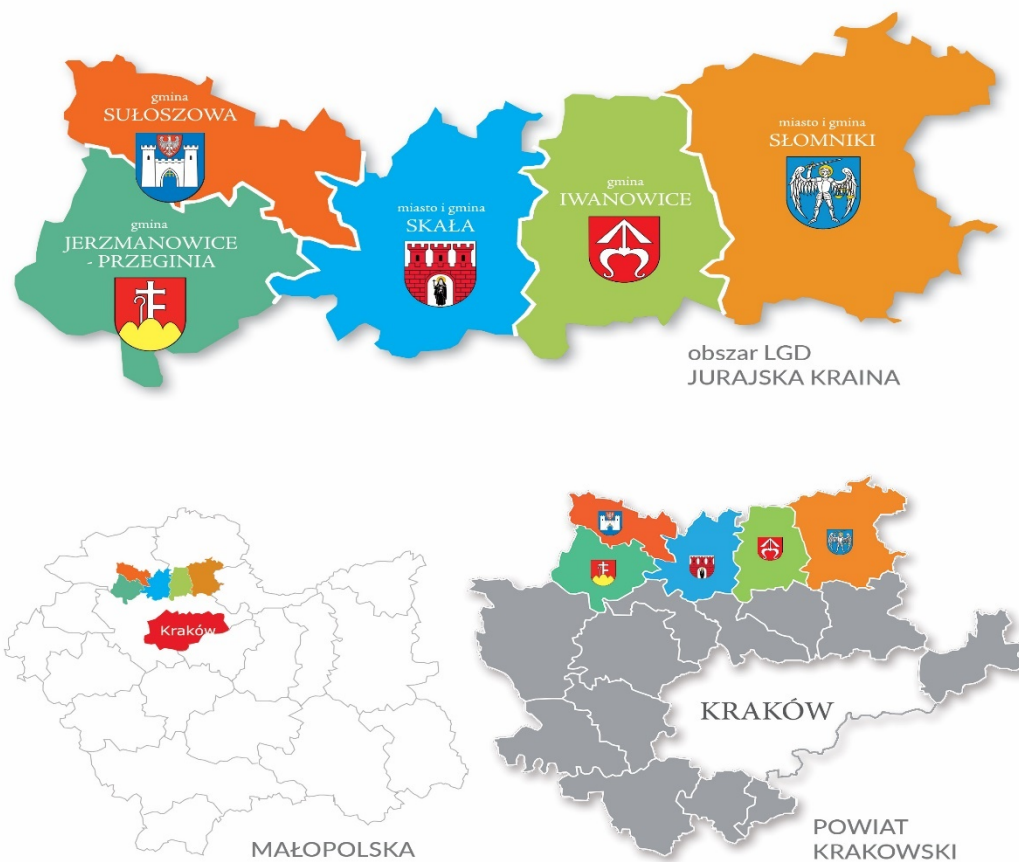 gmina
SUŁOSZOWA
gmina
JERZMANOWICE
- PRZEGINIA
miasto i gmina
SKAŁA
gmina
IWANOWICE
miasto i gmina
SŁOMNIKI
obszar LGD
JURAJSKA KRAINA
Kraków
MAŁOPOLSKA
KRAKÓW
POWIAT
KRAKOWSKI